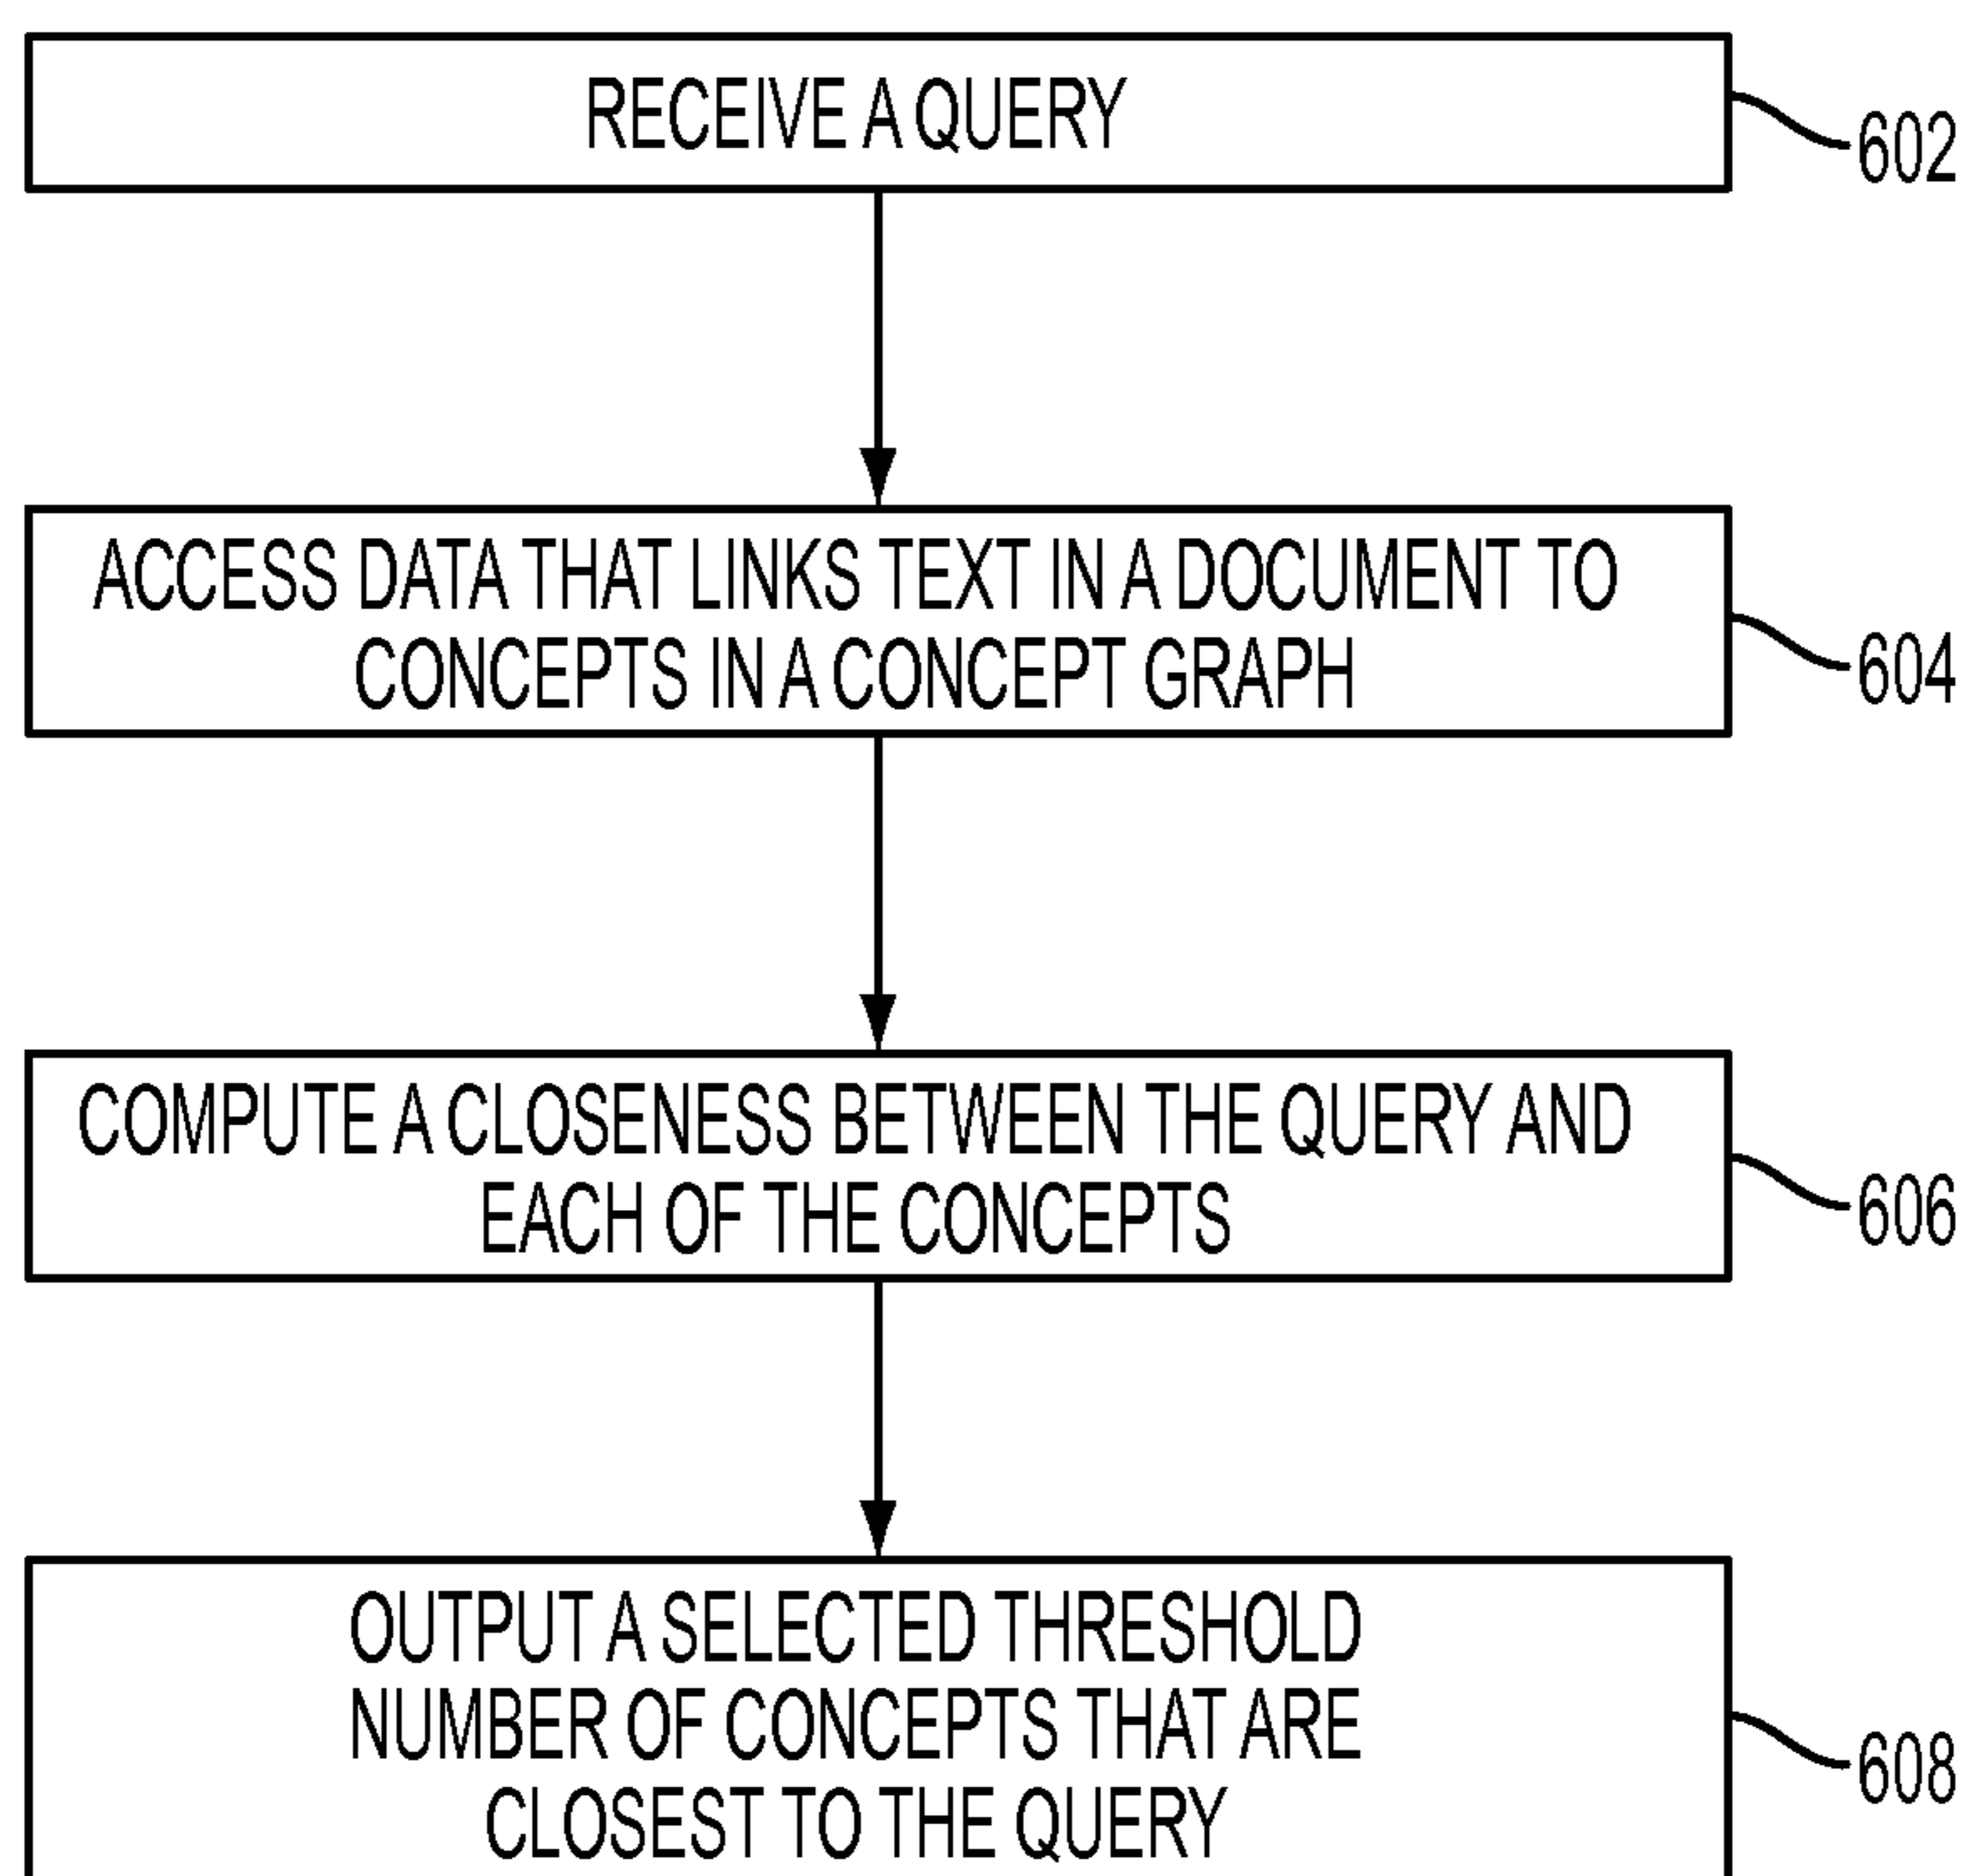 RECEIVE A QUERY
602
ACCESS DATA THAT LINKS TEXT IN A DOCUMENT TO
CONCEPTS IN A CONCEPT GRAPH
604
COMPUTE A CLOSENESS BETWEEN THE QUERY AND
EACH OF THE CONCEPTS
606
OUTPUT A SELECTED THRESHOLD
NUMBER OF CONCEPTS THAT ARE
CLOSEST TO THE QUERY
608